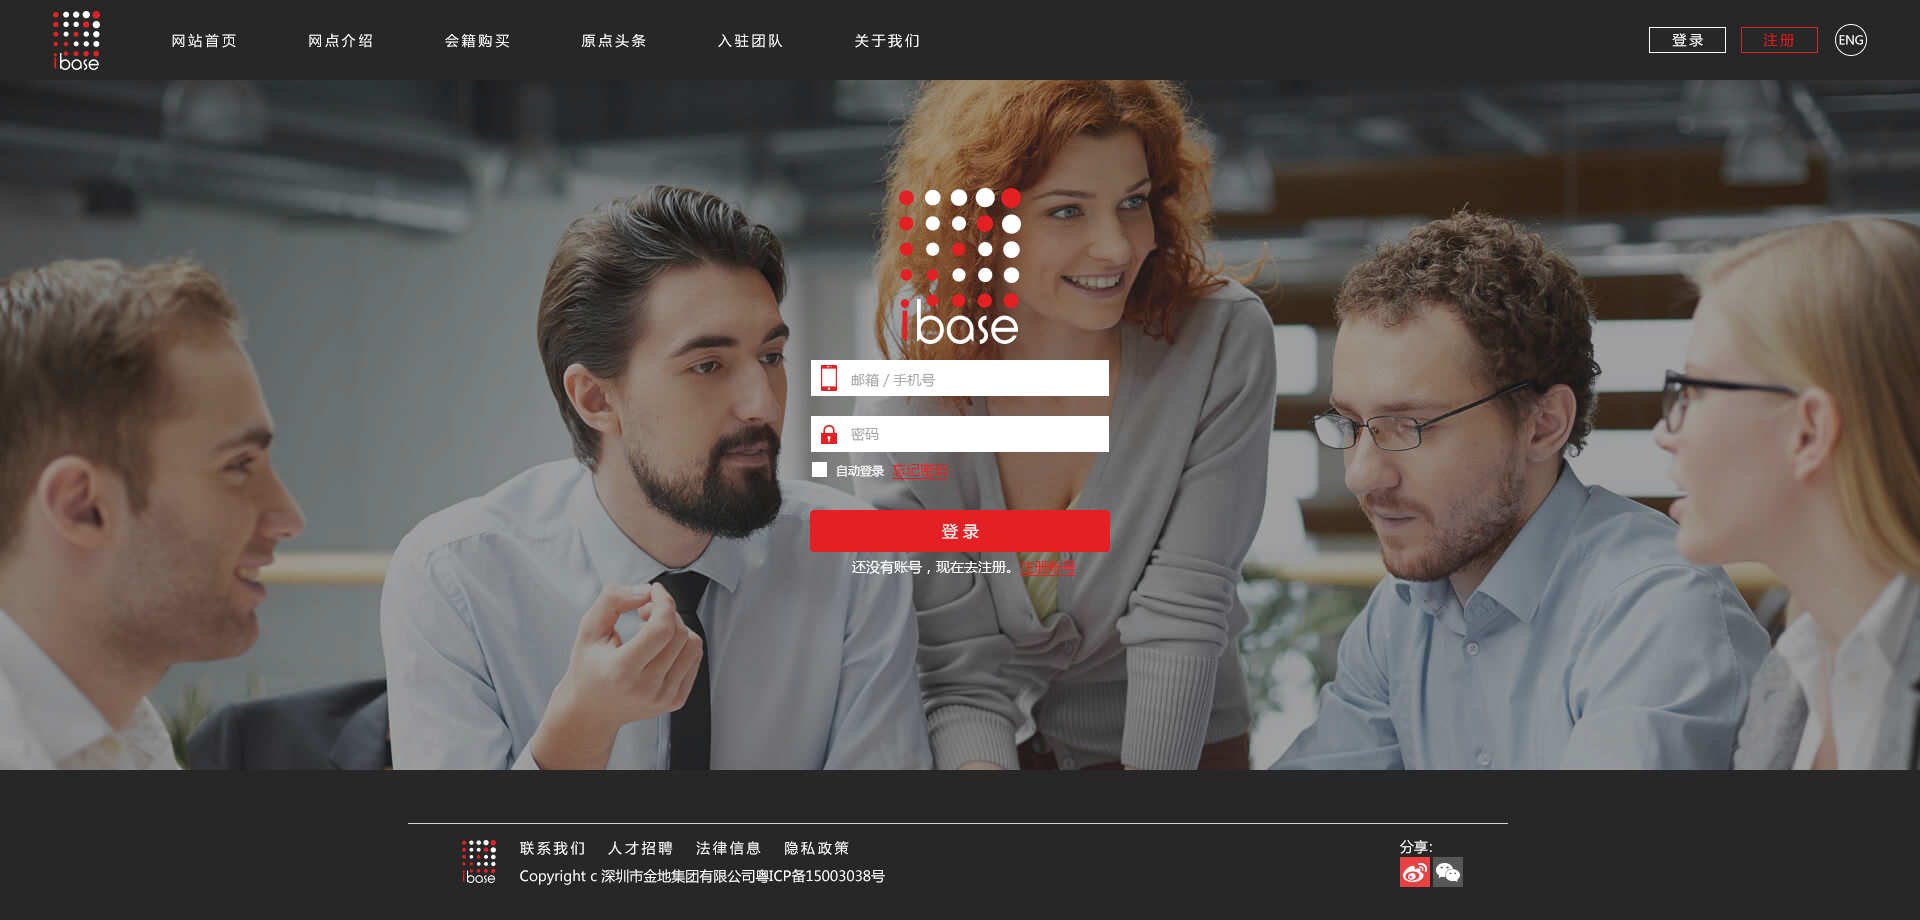 ibase
网站首页
网点介绍
会籍购买
原点头条
入驻团队
关于我们
登录
注册
ENG
ibase
邮箱 / 手机号
密码
自动登录 忘记密码
登录
还没有账号，现在去注册。注册账号
ibase
联系我们 人才招聘 法律信息 隐私政策
Copyright c 深圳市金地集团有限公司粤ICP备15003038号
分享: